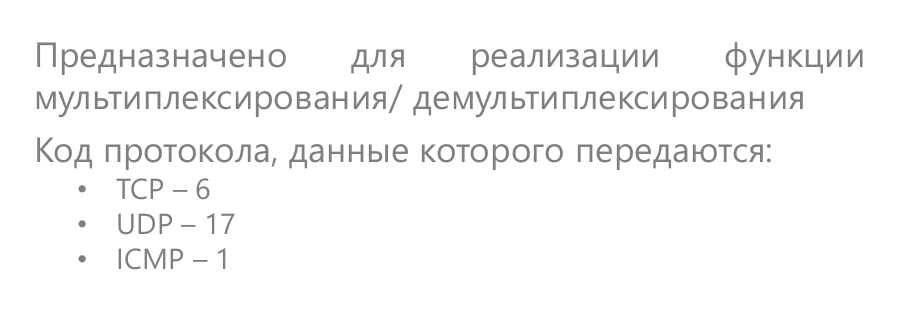 Предназначено для реализации функции
мультиплексирования/ демультиплексирования
Код протокола, данные которого передаются:
• TCP – 6
• UDP – 17
• ICMP – 1